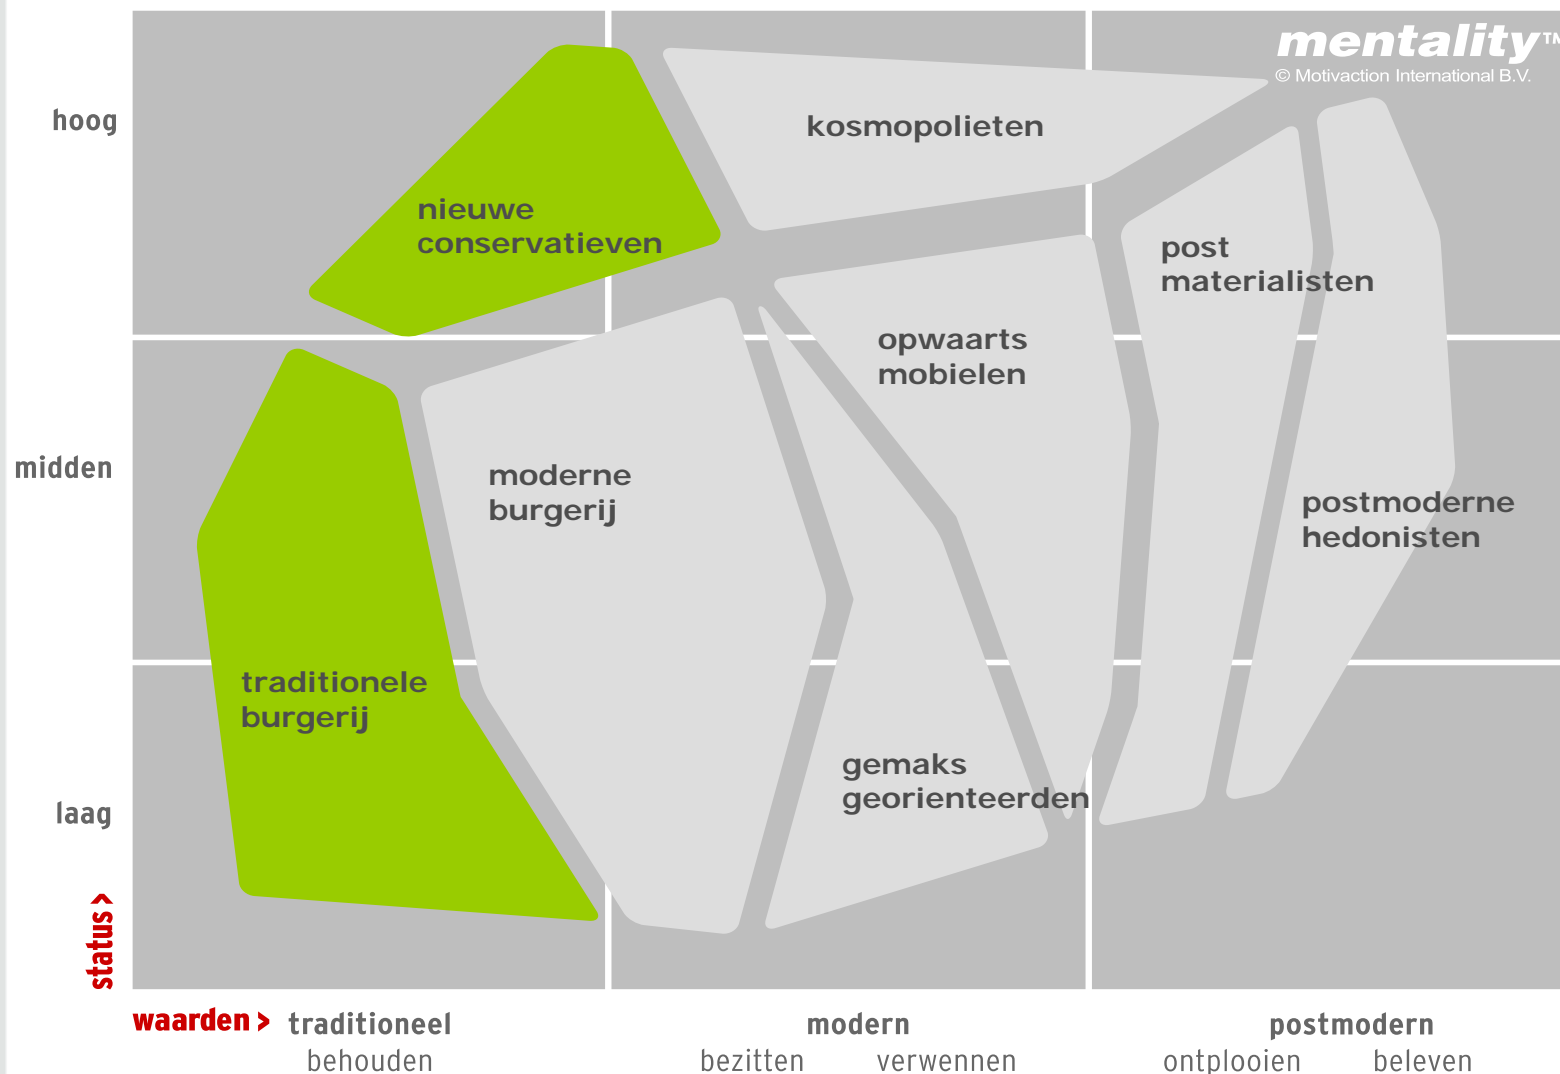 mentality™
© Motivaction International B.V.
hoog
kosmopolieten
nieuwe
conservatieven
post
materialisten
opwaarts
mobielen
midden
moderne
burgerij
postmoderne
hedonisten
traditionele
burgerij
gemaks
georienteerden
laag
status >
waarden > traditioneel modern postmodern
behouden bezitten verwennen ontplooien beleven